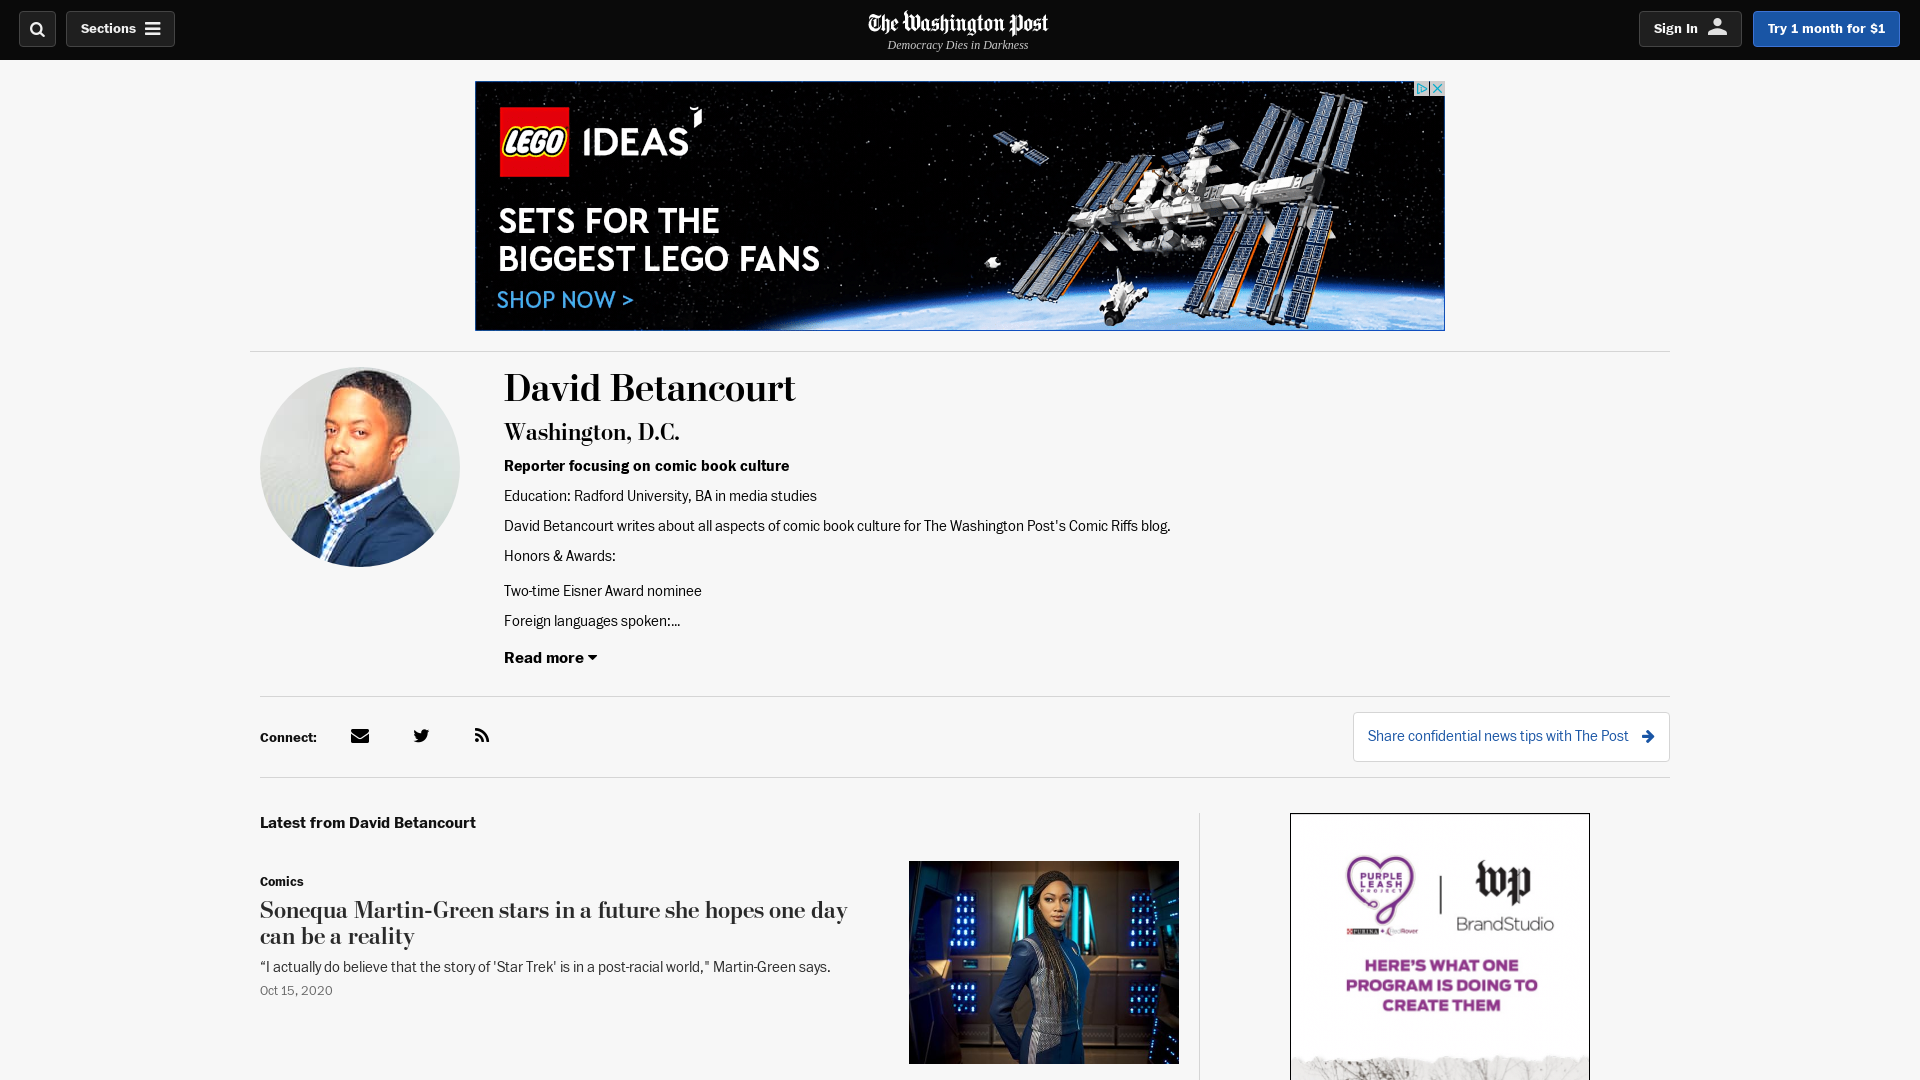 Sections
The Washington Post
Democracy Dies in Darkness
Sign In
Try 1 month for $1
LEGO IDEAS
SETS FOR THE
BIGGEST LEGO FANS
SHOP NOW >
David Betancourt
Washington, D.C.
Reporter focusing on comic book culture
Education: Radford University, BA in media studies
David Betancourt writes about all aspects of comic book culture for The Washington Post's Comic Riffs blog.
Honors & Awards:
Two-time Eisner Award nominee
Foreign languages spoken:...
Read more
Connect:
Share confidential news tips with The Post
Latest from David Betancourt
Comics
Sonequa Martin-Green stars in a future she hopes one day
can be a reality
“I actually do believe that the story of 'Star Trek' is in a post-racial world," Martin-Green says.
Oct 15, 2020
PURPLE
LEASH
PROJECT
PURINA + RedRover
wp
BrandStudio
HERE'S WHAT ONE
PROGRAM IS DOING TO
CREATE THEM